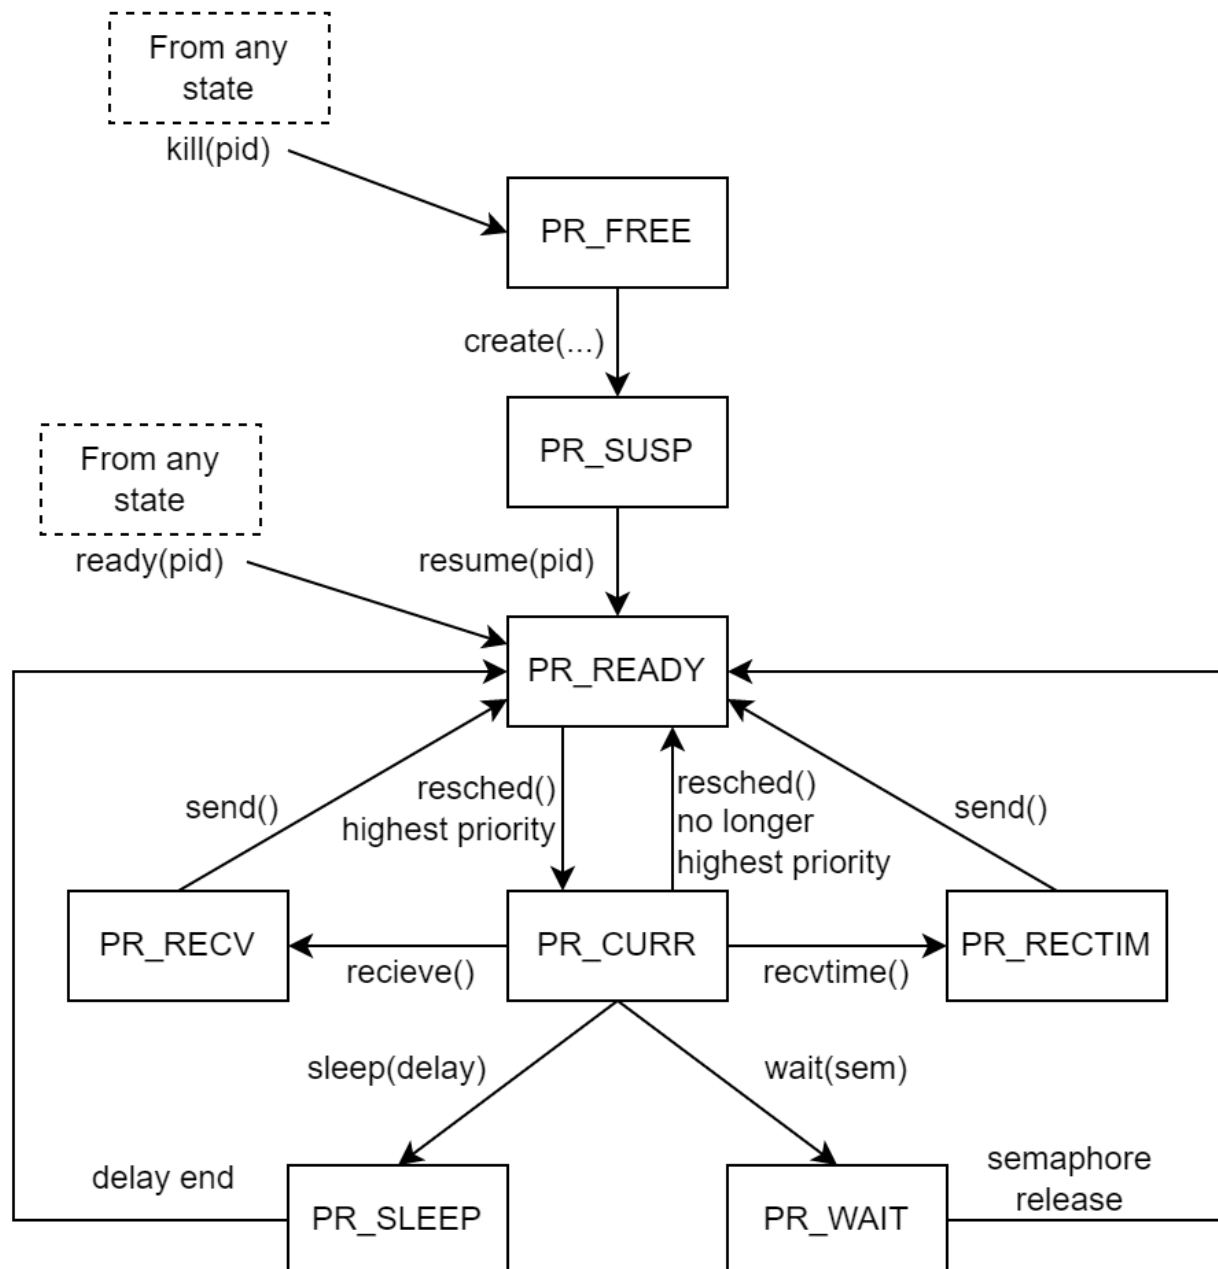 From any
state
kill(pid)
PR_FREE
create(...)
PR_SUSP
From any
state
ready(pid)
resume(pid)
PR_READY
resched()
highest priority
resched()
no longer
highest priority
send()
send()
PR_RECV
PR_CURR
PR_RECTIM
recieve()
recvtime()
sleep(delay)
wait(sem)
delay end
semaphore
release
PR_SLEEP
PR_WAIT